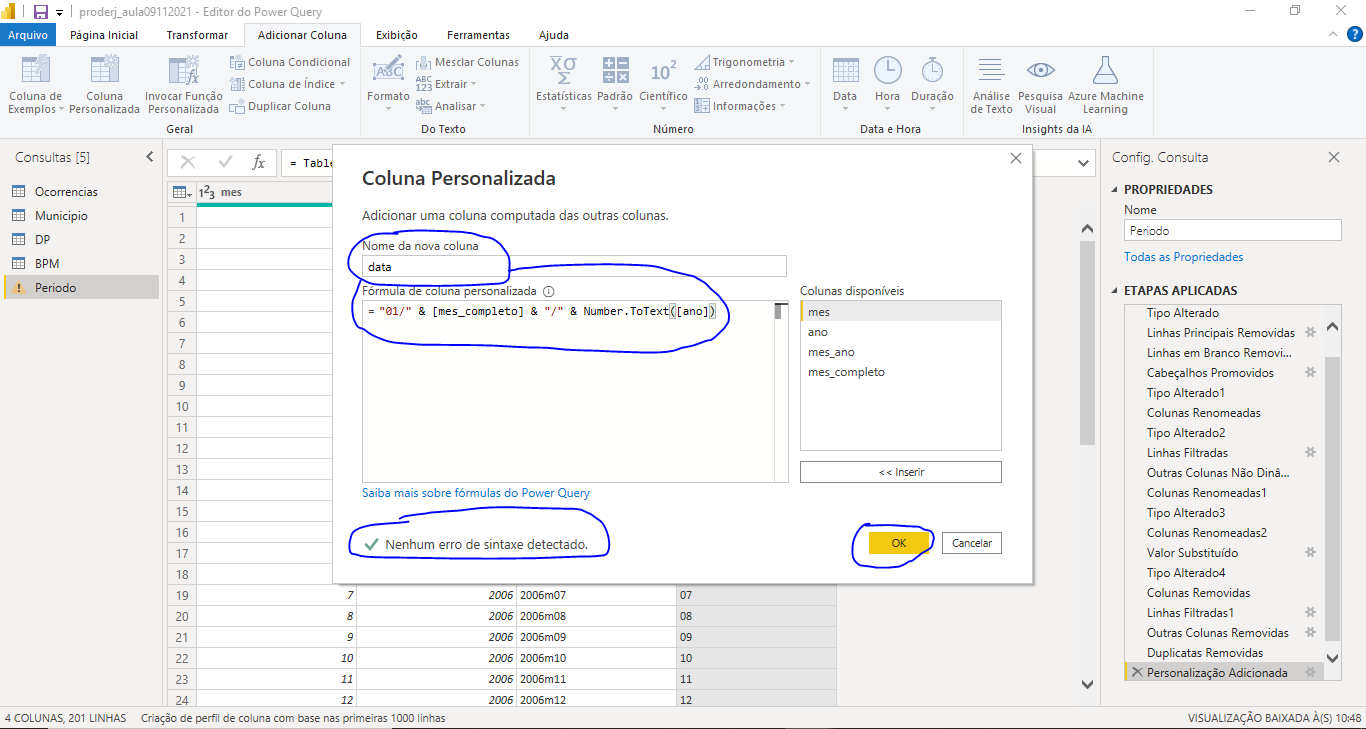 proderj_aula09112021 - Editor do Power Query
Arquivo Página Inicial Transformar Adicionar Coluna Exibição Ferramentas Ajuda
Coluna de Exemplos
Coluna Personalizada
Invocar Função Personalizada
Coluna Condicional
Coluna de Índice
Duplicar Coluna
Geral
ABC
Formato
Mesclar Colunas
ABC 123 Extrair
abc Analisar
Do Texto
XO Σ
Estatísticas
Padrão
10²
Científico
Trigonometria
.00 Arredondamento
Informações
Número
Data
Hora
Duração
Data e Hora
Análise de Texto
Pesquisa Visual
Azure Machine Learning
Insights da IA
Consultas [5]
Ocorrencias
Municipio
DP
BPM
Periodo
fx = Table
1²3 mes
1
2
3
4
5
6
7
8
9
10
11
12
13
14
15
16
17
18
19 7 2006 2006m07 07
20 8 2006 2006m08 08
21 9 2006 2006m09 09
22 10 2006 2006m10 10
23 11 2006 2006m11 11
24 12 2006 2006m12 12
Coluna Personalizada
Adicionar uma coluna computada das outras colunas.
Nome da nova coluna
data
Fórmula de coluna personalizada
= "01/" & [mes_completo] & "/" & Number.ToText([ano])
Colunas disponíveis
mes
ano
mes_ano
mes_completo
<< Inserir
Saiba mais sobre fórmulas do Power Query
Nenhum erro de sintaxe detectado.
OK
Cancelar
Config. Consulta
PROPRIEDADES
Nome
Periodo
Todas as Propriedades
ETAPAS APLICADAS
Tipo Alterado
Linhas Principais Removidas
Linhas em Branco Removi...
Cabeçalhos Promovidos
Tipo Alterado1
Colunas Renomeadas
Tipo Alterado2
Linhas Filtradas
Outras Colunas Não Dinâ...
Colunas Renomeadas1
Tipo Alterado3
Colunas Renomeadas2
Valor Substituído
Tipo Alterado4
Colunas Removidas
Linhas Filtradas1
Outras Colunas Removidas
Duplicatas Removidas
Personalização Adicionada
4 COLUNAS, 201 LINHAS Criação de perfil de coluna com base nas primeiras 1000 linhas
VISUALIZAÇÃO BAIXADA À(S) 10:48